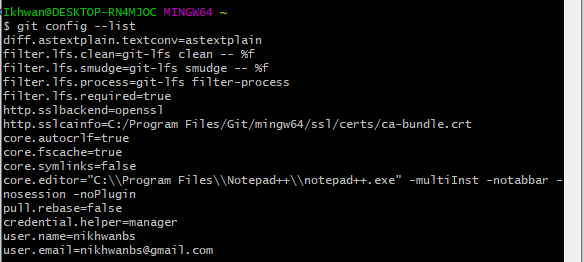 Ikhwan@DESKTOP-RN4MJOC MINGW64 ~
$ git config --list
diff.astextplain.textconv=astextplain
filter.lfs.clean=git-lfs clean -- %f
filter.lfs.smudge=git-lfs smudge -- %f
filter.lfs.process=git-lfs filter-process
filter.lfs.required=true
http.sslbackend=openssl
http.sslcainfo=C:/Program Files/Git/mingw64/ssl/certs/ca-bundle.crt
core.autocrlf=true
core.fscache=true
core.symlinks=false
core.editor="C:\\Program Files\\Notepad++\\notepad++.exe" -multiInst -notabbar -
nosession -noPlugin
pull.rebase=false
credential.helper=manager
user.name=nikhwanbs
user.email=nikhwanbs@gmail.com